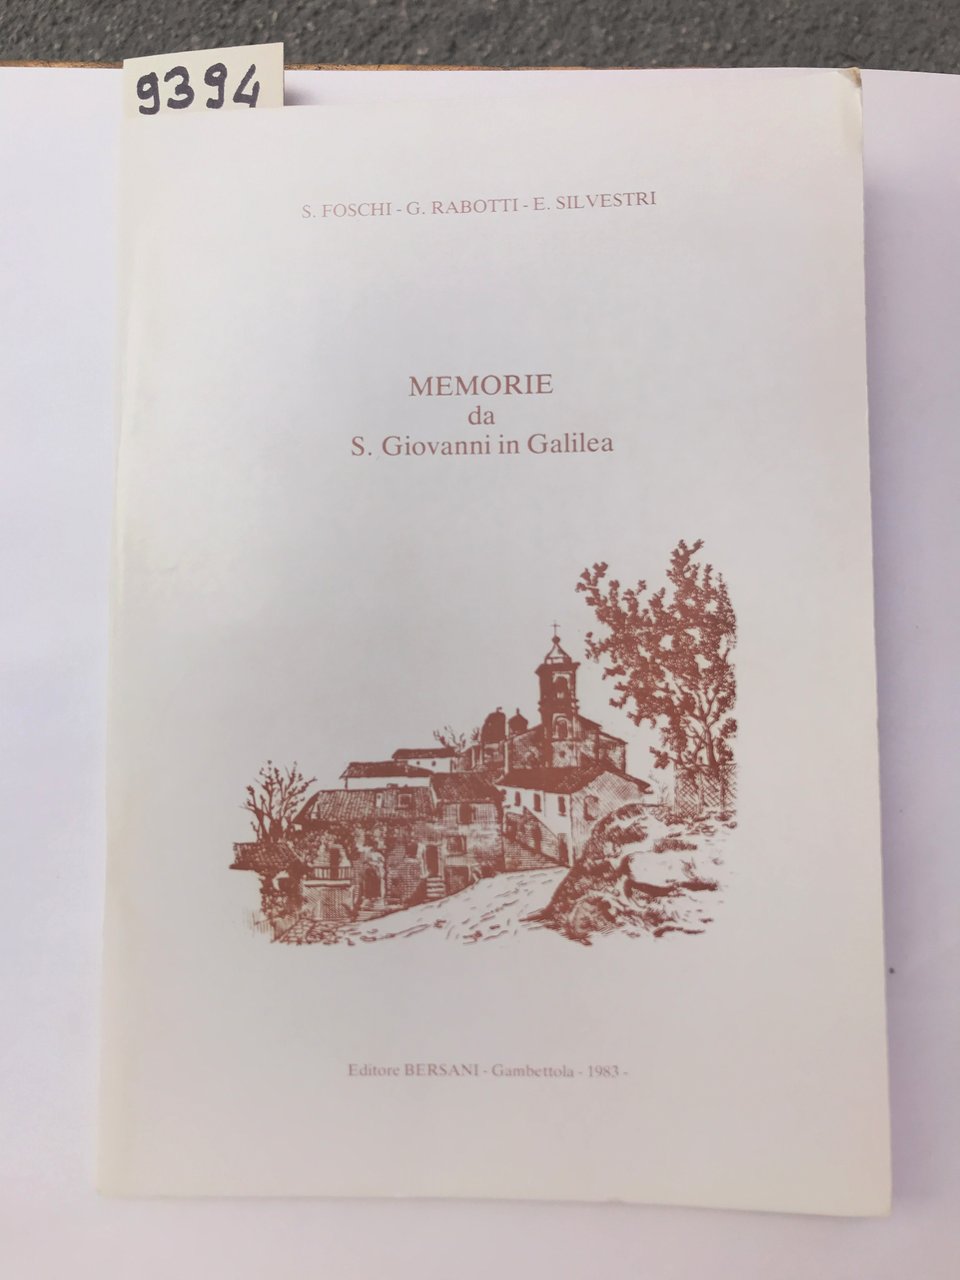 9394
S. FOSCHI - G. RABOTTI - E. SILVESTRI
MEMORIE
da
S. Giovanni in Galilea
Editore BERSANI - Gambettola - 1983 -